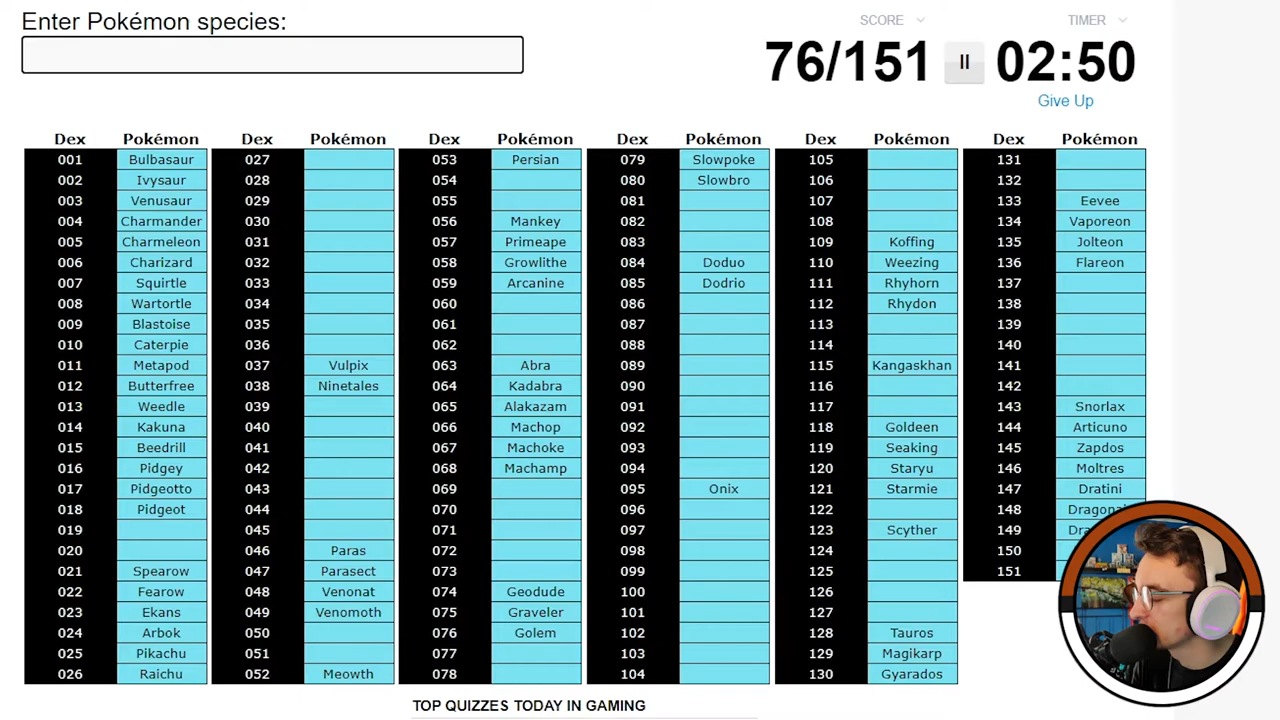 Enter Pokémon species:
SCORE TIMER
76/151 II 02:50
Give Up
Dex Pokémon Dex Pokémon Dex Pokémon Dex Pokémon Dex Pokémon Dex Pokémon
001 Bulbasaur 027 053 Persian 079 Slowpoke 105 131
002 Ivysaur 028 054 080 Slowbro 106 132
003 Venusaur 029 055 081 107 133 Eevee
004 Charmander 030 056 Mankey 082 108 134 Vaporeon
005 Charmeleon 031 057 Primeape 083 109 Koffing 135 Jolteon
006 Charizard 032 058 Growlithe 084 Doduo 110 Weezing 136 Flareon
007 Squirtle 033 059 Arcanine 085 Dodrio 111 Rhyhorn 137
008 Wartortle 034 060 086 112 Rhydon 138
009 Blastoise 035 061 087 113 139
010 Caterpie 036 062 088 114 140
011 Metapod 037 Vulpix 063 Abra 089 115 Kangaskhan 141
012 Butterfree 038 Ninetales 064 Kadabra 090 116 142
013 Weedle 039 065 Alakazam 091 117 143 Snorlax
014 Kakuna 040 066 Machop 092 118 Goldeen 144 Articuno
015 Beedrill 041 067 Machoke 093 119 Seaking 145 Zapdos
016 Pidgey 042 068 Machamp 094 120 Staryu 146 Moltres
017 Pidgeotto 043 069 095 Onix 121 Starmie 147 Dratini
018 Pidgeot 044 070 096 122 148
019 045 071 097 123 Scyther 149
020 046 Paras 072 098 124 150
021 Spearow 047 Parasect 073 099 125 151
022 Fearow 048 Venonat 074 Geodude 100 126
023 Ekans 049 Venomoth 075 Graveler 101 127
024 Arbok 050 076 Golem 102 128 Tauros
025 Pikachu 051 077 103 129 Magikarp
026 Raichu 052 Meowth 078 104 130 Gyarados
TOP QUIZZES TODAY IN GAMING